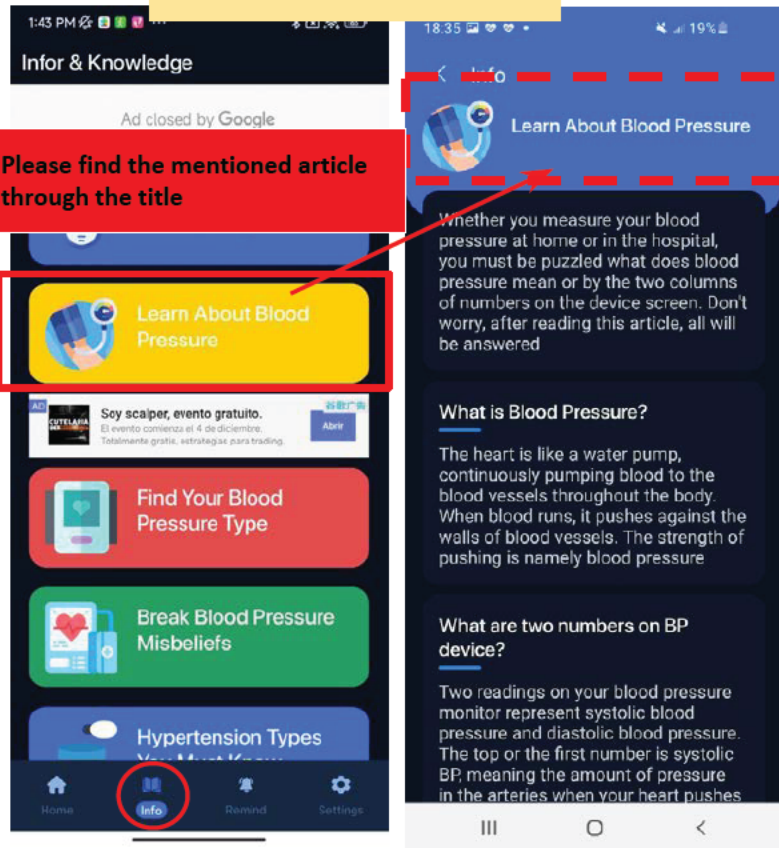 1:43 PM
Infor & Knowledge
Ad closed by Google
Please find the mentioned article
through the title
Learn About Blood
Pressure
AD
CUTELARIA
Soy scalper, evento gratuito.
El evento comienza el 4 de diciembre.
Totalmente gratis, estrategias para trading.
谷歌广告
Abrir
Find Your Blood
Pressure Type
Break Blood Pressure
Misbeliefs
Hypertension Types
You Must Know
Home
Info
Remind
Settings
18.35
19%
Info
Learn About Blood Pressure
Whether you measure your blood
pressure at home or in the hospital,
you must be puzzled what does blood
pressure mean or by the two columns
of numbers on the device screen. Don't
worry, after reading this article, all will
be answered
What is Blood Pressure?
The heart is like a water pump,
continuously pumping blood to the
blood vessels throughout the body.
When blood runs, it pushes against the
walls of blood vessels. The strength of
pushing is namely blood pressure
What are two numbers on BP
device?
Two readings on your blood pressure
monitor represent systolic blood
pressure and diastolic blood pressure.
The top or the first number is systolic
BP, meaning the amount of pressure
in the arteries when your heart pushes